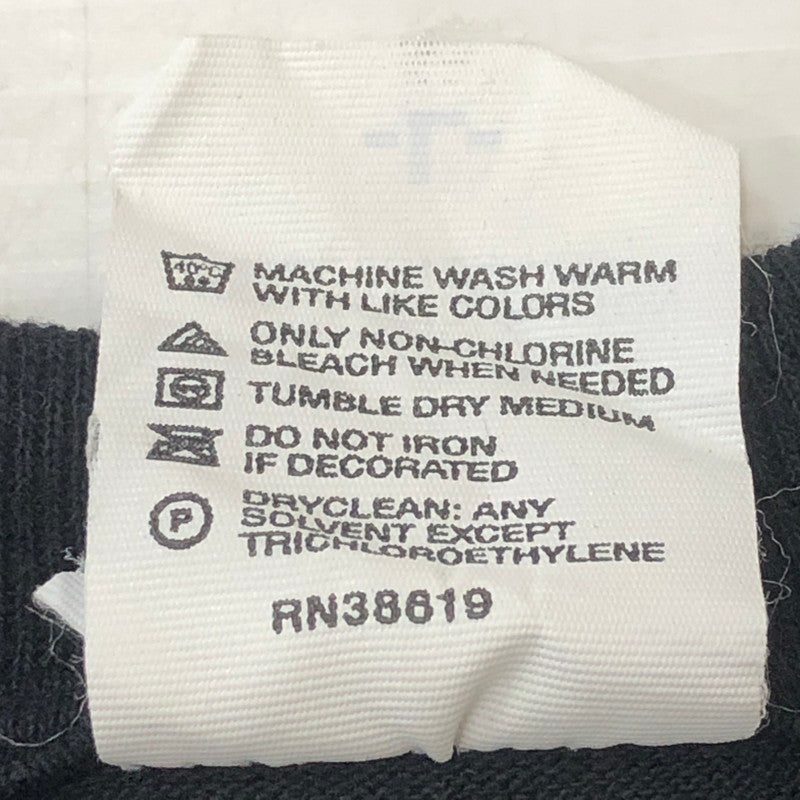 40°C
MACHINE WASH WARM
WITH LIKE COLORS
ONLY NON-CHLORINE
BLEACH WHEN NEEDED
TUMBLE DRY MEDIUM
DO NOT IRON
IF DECORATED
P
DRYCLEAN: ANY
SOLVENT EXCEPT
TRICHLOROETHYLENE
RN38619